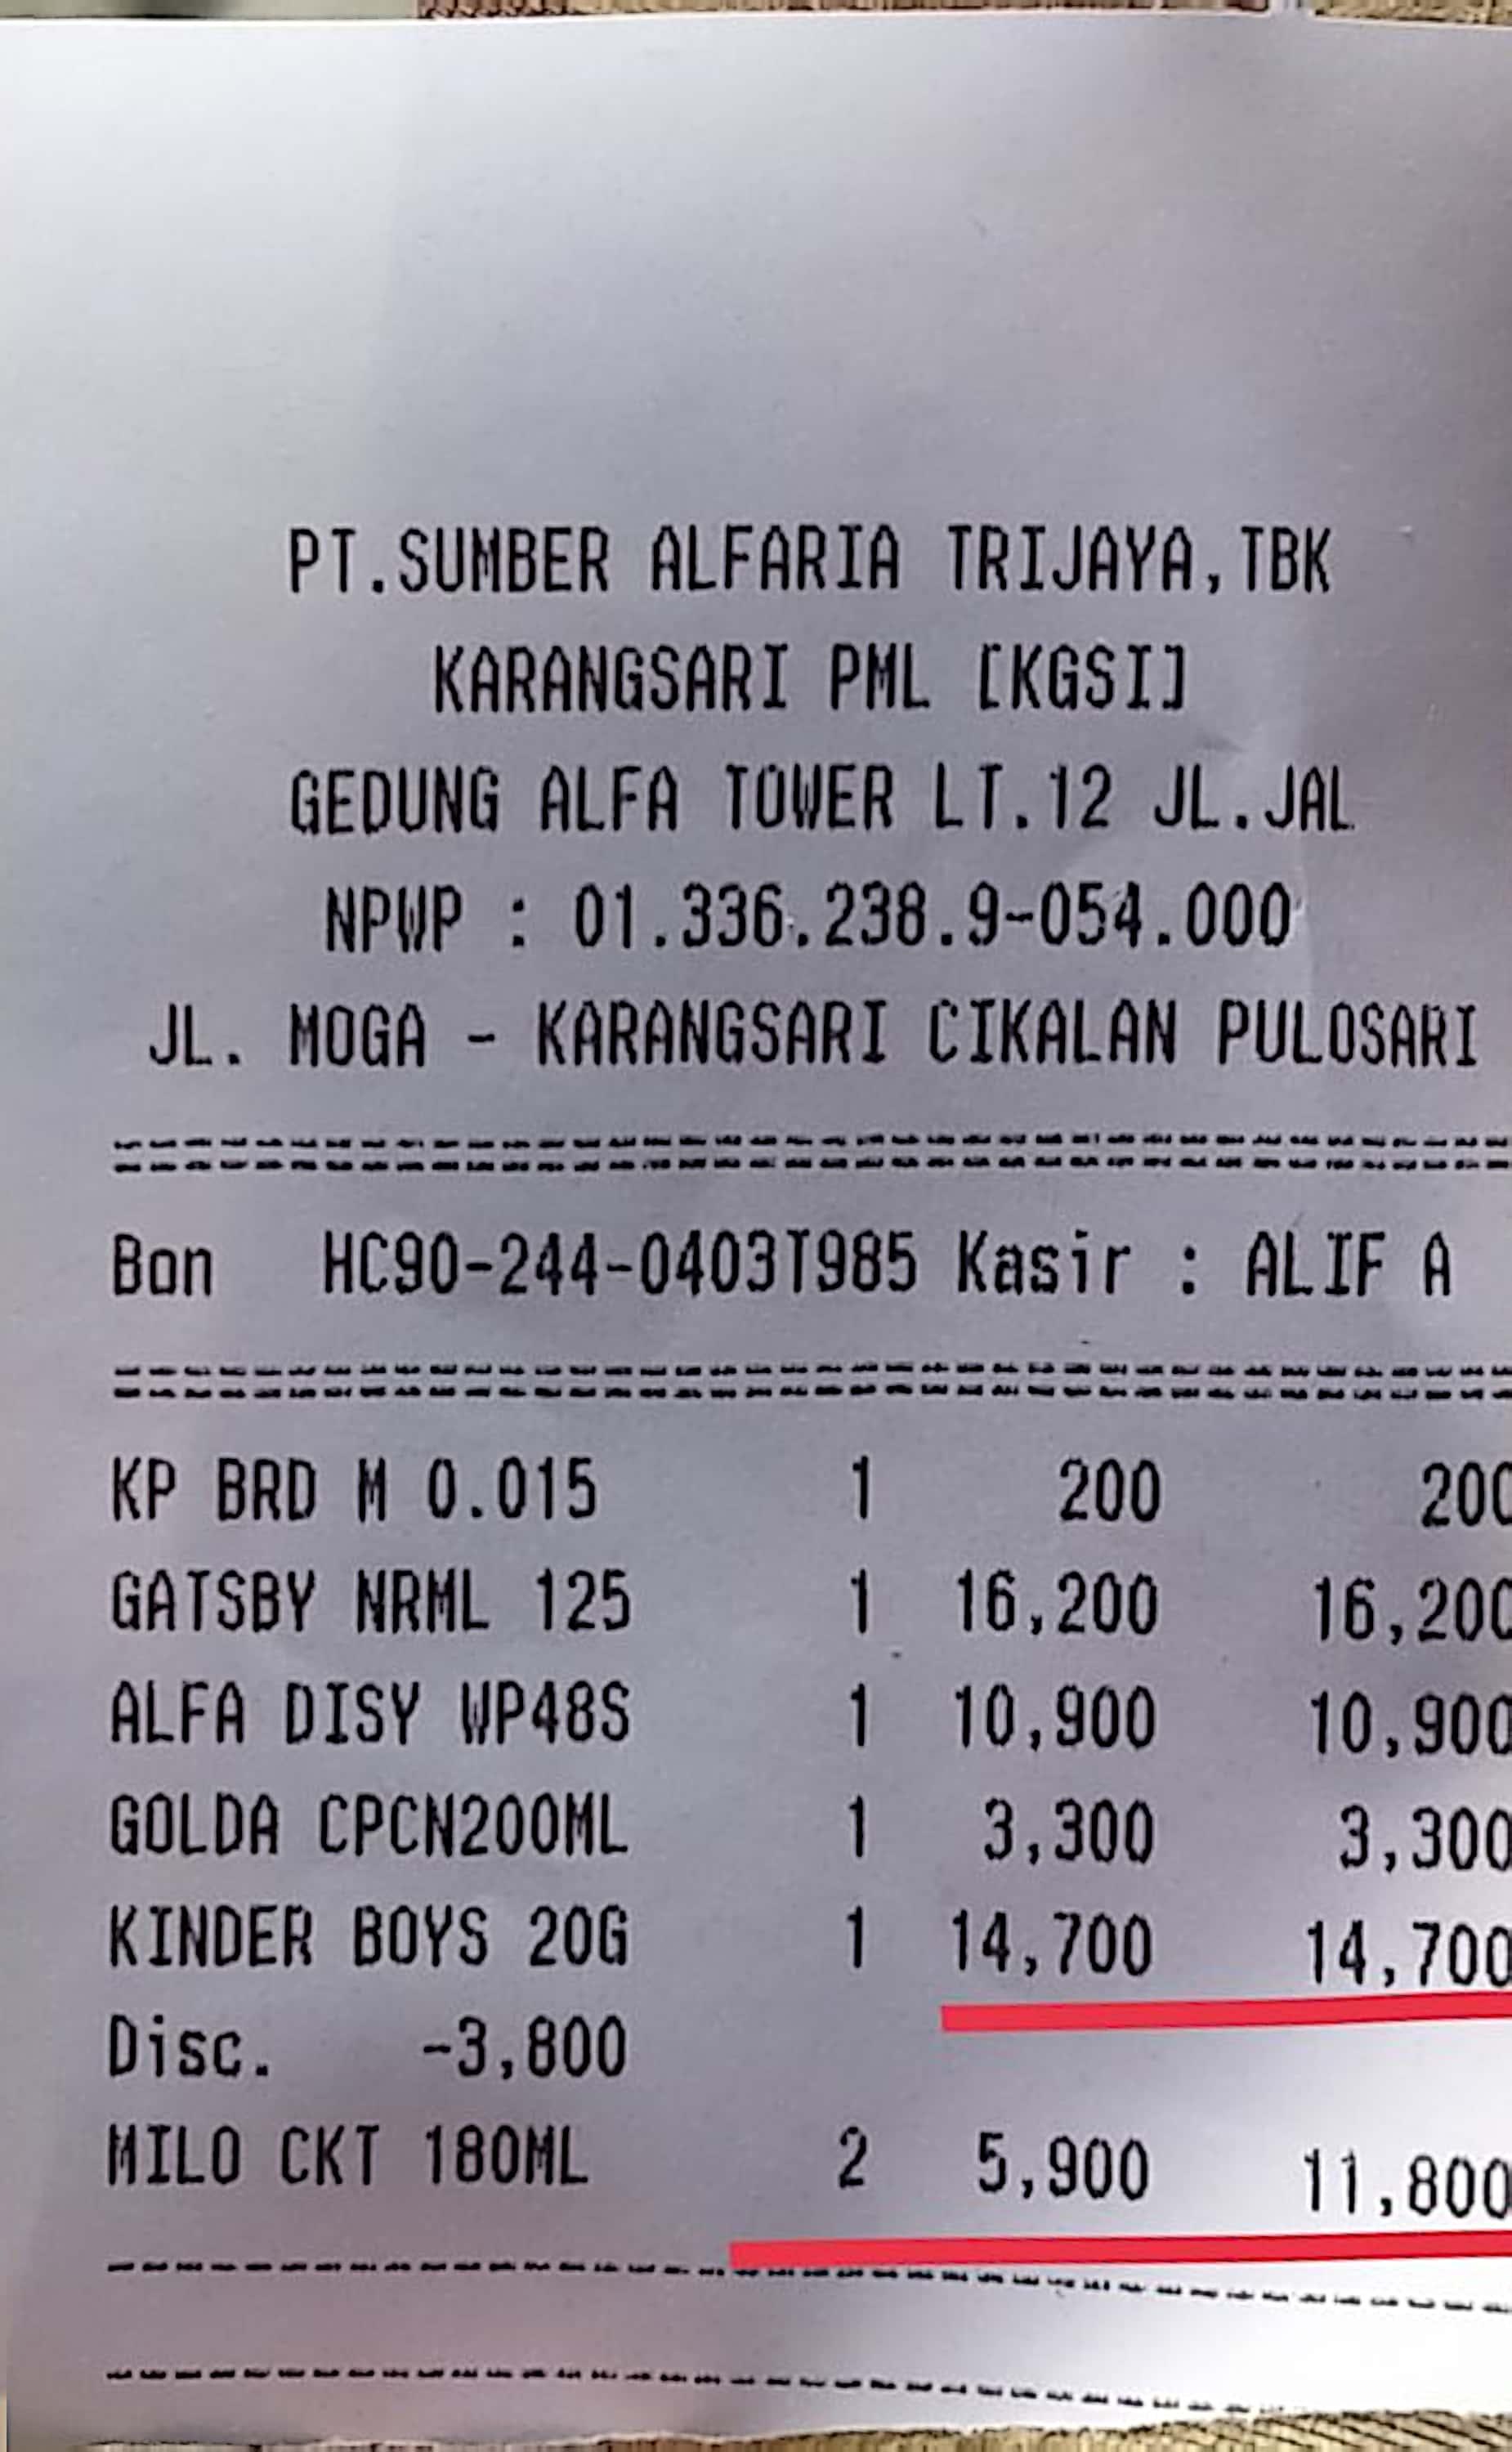 PT.SUMBER ALFARIA TRIJAYA,TBK
KARANGSARI PML [KGSI]
GEDUNG ALFA TOWER LT.12 JL.JAL
NPWP : 01.336.238.9-054.000
JL. MOGA - KARANGSARI CIKALAN PULOSARI
Bon HC90-244-0403T985 Kasir : ALIF A
KP BRD M 0.015 1 200 200
GATSBY NRML 125 1 16,200 16,200
ALFA DISY WP48S 1 10,900 10,900
GOLDA CPCN200ML 1 3,300 3,300
KINDER BOYS 20G 1 14,700 14,700
Disc. -3,800
MILO CKT 180ML 2 5,900 11,800